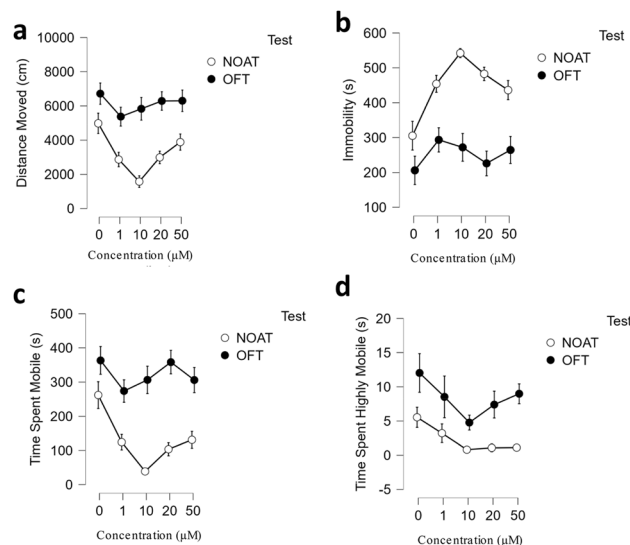 a
Test
NOAT
OFT
Distance Moved (cm)
10000
8000
6000
4000
2000
0
0 1 10 20 50
Concentration (µM)
b
Test
NOAT
OFT
Immobility (s)
600
500
400
300
200
100
0 1 10 20 50
Concentration (µM)
c
Test
NOAT
OFT
Time Spent Mobile (s)
500
400
300
200
100
0
0 1 10 20 50
Concentration (µM)
d
Test
NOAT
OFT
Time Spent Highly Mobile (s)
20
15
10
5
0
-5
0 1 10 20 50
Concentration (µM)